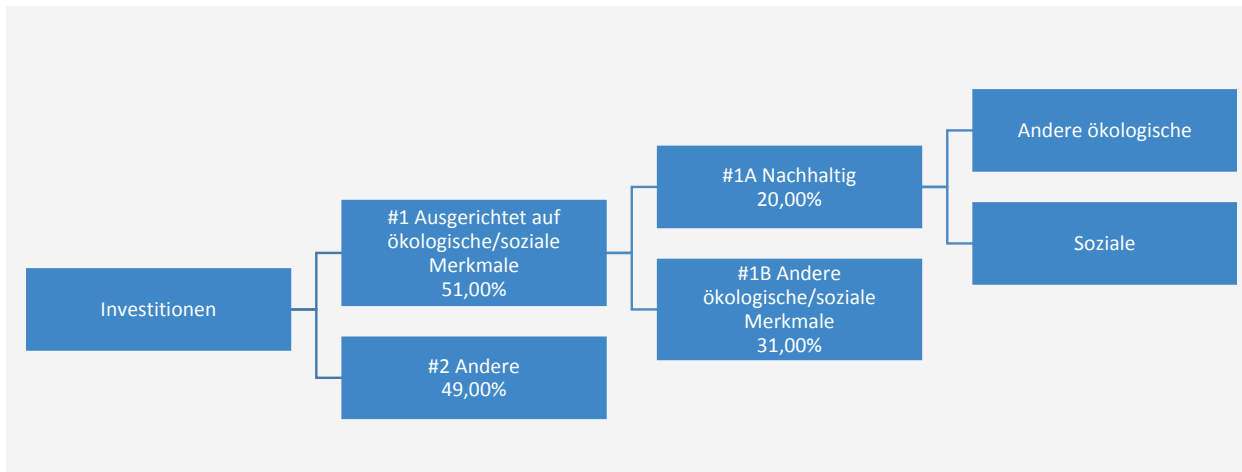 Investitionen
#1 Ausgerichtet auf
ökologische/soziale
Merkmale
51,00%
#2 Andere
49,00%
#1A Nachhaltig
20,00%
#1B Andere
ökologische/soziale
Merkmale
31,00%
Andere ökologische
Soziale